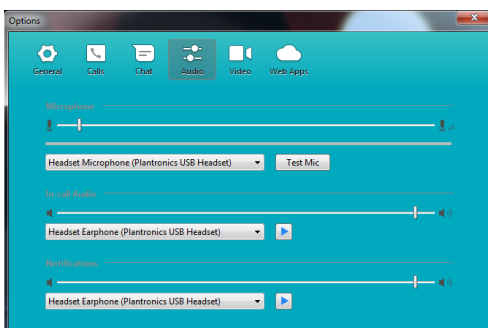 Options
General Calls Chat Audio Video Web Apps
Microphone
Headset Microphone (Plantronics USB Headset) Test Mic
In-call Audio
Headset Earphone (Plantronics USB Headset)
Notifications
Headset Earphone (Plantronics USB Headset)